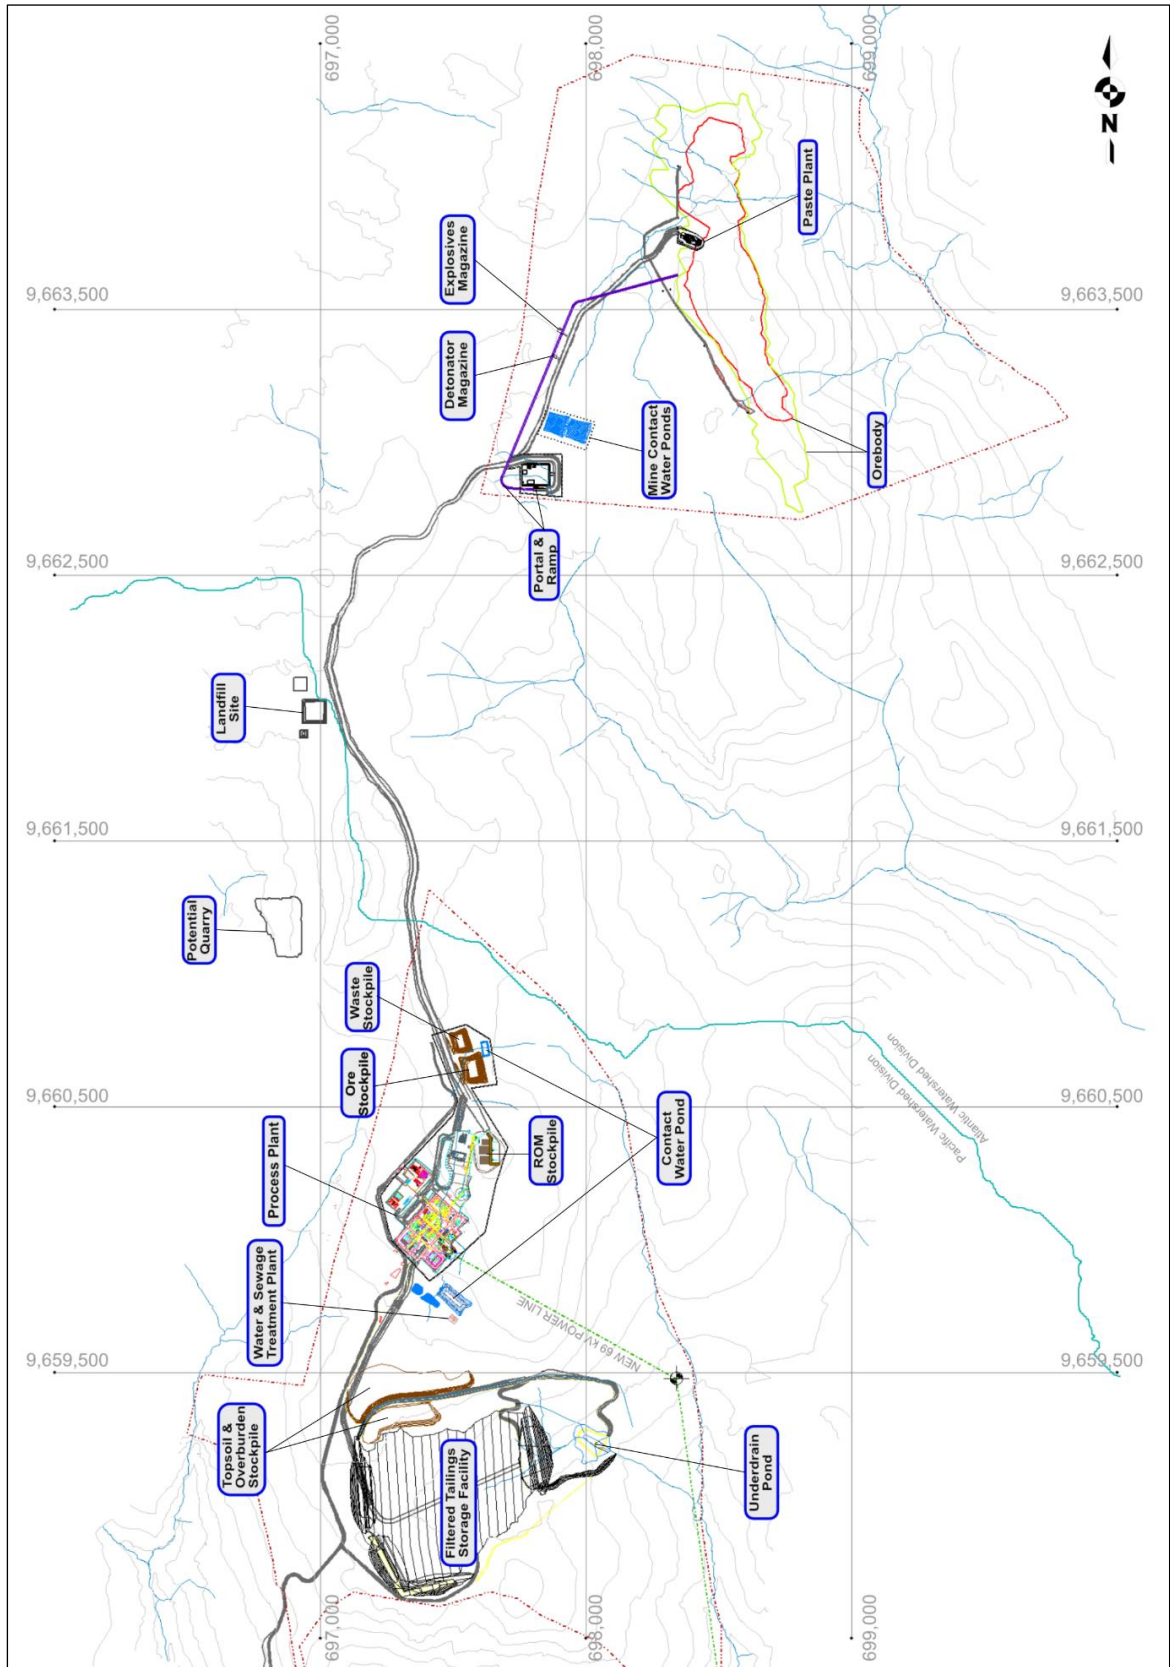 697,000
698,000
699,000
N
Explosives
Magazine
Paste Plant
9,663,500
9,663,500
Detonator
Magazine
Mine Contact
Water Ponds
Orebody
Portal &
Ramp
9,662,500
9,662,500
Landfill
Site
9,661,500
9,661,500
Potential
Quarry
Waste
Stockpile
Ore
Stockpile
9,660,500
9,660,500
Pacific Watershed Division
Atlantic Watershed Division
Process Plant
ROM
Stockpile
Contact
Water Pond
Water & Sewage
Treatment Plant
NEW 69 kV POWER LINE
9,659,500
9,659,500
Topsoil &
Overburden
Stockpile
Filtered Tailings
Storage Facility
Underdrain
Pond
697,000
698,000
699,000